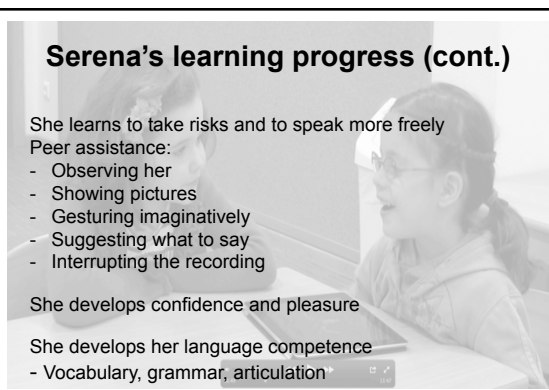 Serena's learning progress (cont.)
She learns to take risks and to speak more freely
Peer assistance:
- Observing her
- Showing pictures
- Gesturing imaginatively
- Suggesting what to say
- Interrupting the recording
She develops confidence and pleasure
She develops her language competence
- Vocabulary, grammar, articulation